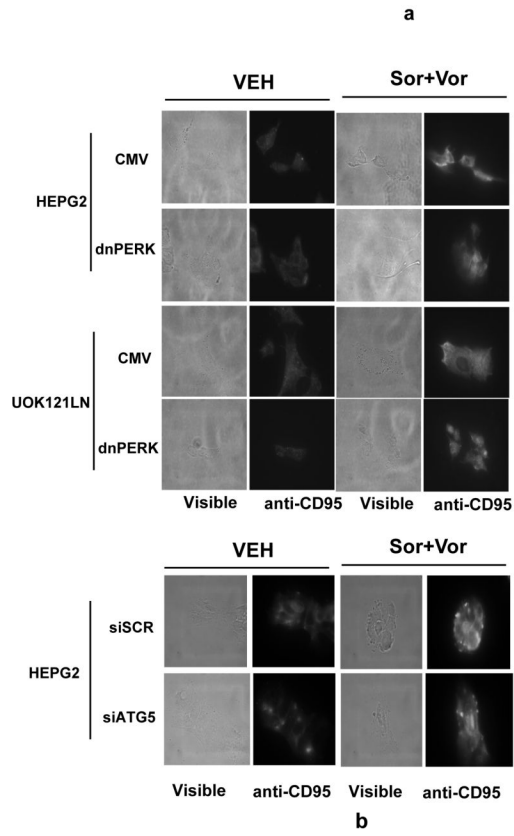 a
VEH Sor+Vor
CMV
HEPG2
dnPERK
CMV
UOK121LN
dnPERK
Visible anti-CD95 Visible anti-CD95
VEH Sor+Vor
siSCR
HEPG2
siATG5
Visible anti-CD95 Visible anti-CD95
b